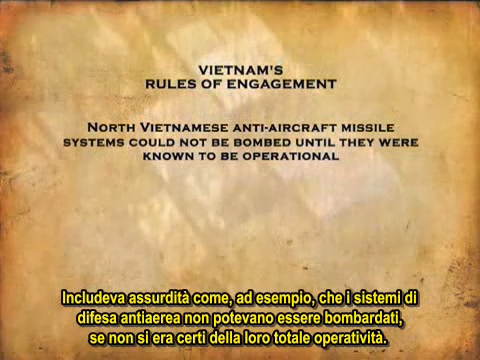 VIETNAM'S
RULES OF ENGAGEMENT
NORTH VIETNAMESE ANTI-AIRCRAFT MISSILE
SYSTEMS COULD NOT BE BOMBED UNTIL THEY WERE
KNOWN TO BE OPERATIONAL
Includeva assurdità come, ad esempio, che i sistemi di
difesa antiaerea non potevano essere bombardati,
se non si era certi della loro totale operatività.